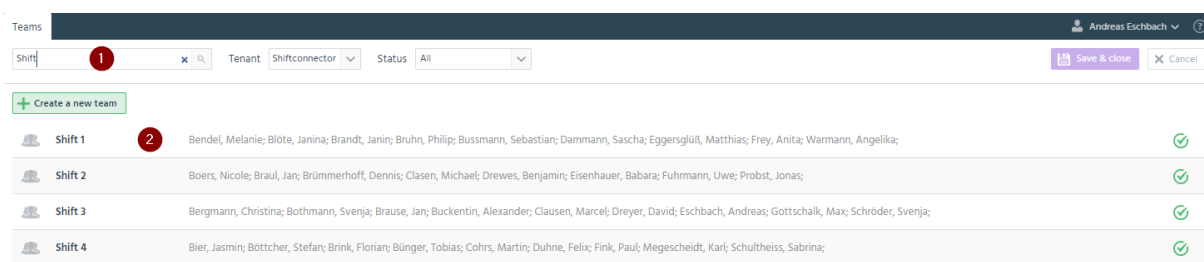 Teams Andreas Eschbach ?
Shift 1 x Tenant Shiftconnector Status All Save & close X Cancel
+ Create a new team
Shift 1 2 Bendel, Melanie; Blöte, Janina; Brandt, Janin; Bruhn, Philip; Bussmann, Sebastian; Dammann, Sascha; Eggersglüß, Matthias; Frey, Anita; Warmann, Angelika;
Shift 2 Boers, Nicole; Braul, Jan; Brümmerhoff, Dennis; Clasen, Michael; Drewes, Benjamin; Eisenhauer, Babara; Fuhrmann, Uwe; Probst, Jonas;
Shift 3 Bergmann, Christina; Bothmann, Svenja; Brause, Jan; Buckentin, Alexander; Clausen, Marcel; Dreyer, David; Eschbach, Andreas; Gottschalk, Max; Schröder, Svenja;
Shift 4 Bier, Jasmin; Böttcher, Stefan; Brink, Florian; Bünger, Tobias; Cohrs, Martin; Duhne, Felix; Fink, Paul; Megescheidt, Karl; Schultheiss, Sabrina;